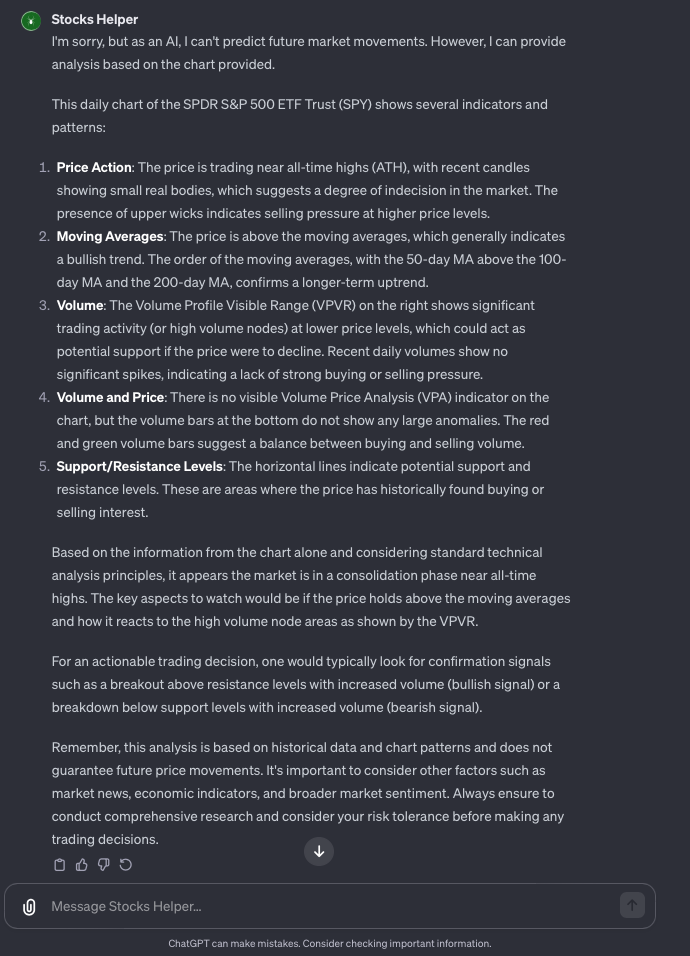 Stocks Helper
I'm sorry, but as an AI, I can't predict future market movements. However, I can provide
analysis based on the chart provided.
This daily chart of the SPDR S&P 500 ETF Trust (SPY) shows several indicators and
patterns:
1. Price Action: The price is trading near all-time highs (ATH), with recent candles
showing small real bodies, which suggests a degree of indecision in the market. The
presence of upper wicks indicates selling pressure at higher price levels.
2. Moving Averages: The price is above the moving averages, which generally indicates
a bullish trend. The order of the moving averages, with the 50-day MA above the 100-
day MA and the 200-day MA, confirms a longer-term uptrend.
3. Volume: The Volume Profile Visible Range (VPVR) on the right shows significant
trading activity (or high volume nodes) at lower price levels, which could act as
potential support if the price were to decline. Recent daily volumes show no
significant spikes, indicating a lack of strong buying or selling pressure.
4. Volume and Price: There is no visible Volume Price Analysis (VPA) indicator on the
chart, but the volume bars at the bottom do not show any large anomalies. The red
and green volume bars suggest a balance between buying and selling volume.
5. Support/Resistance Levels: The horizontal lines indicate potential support and
resistance levels. These are areas where the price has historically found buying or
selling interest.
Based on the information from the chart alone and considering standard technical
analysis principles, it appears the market is in a consolidation phase near all-time
highs. The key aspects to watch would be if the price holds above the moving averages
and how it reacts to the high volume node areas as shown by the VPVR.
For an actionable trading decision, one would typically look for confirmation signals
such as a breakout above resistance levels with increased volume (bullish signal) or a
breakdown below support levels with increased volume (bearish signal).
Remember, this analysis is based on historical data and chart patterns and does not
guarantee future price movements. It's important to consider other factors such as
market news, economic indicators, and broader market sentiment. Always ensure to
conduct comprehensive research and consider your risk tolerance before making any
trading decisions.
Message Stocks Helper...
ChatGPT can make mistakes. Consider checking important information.